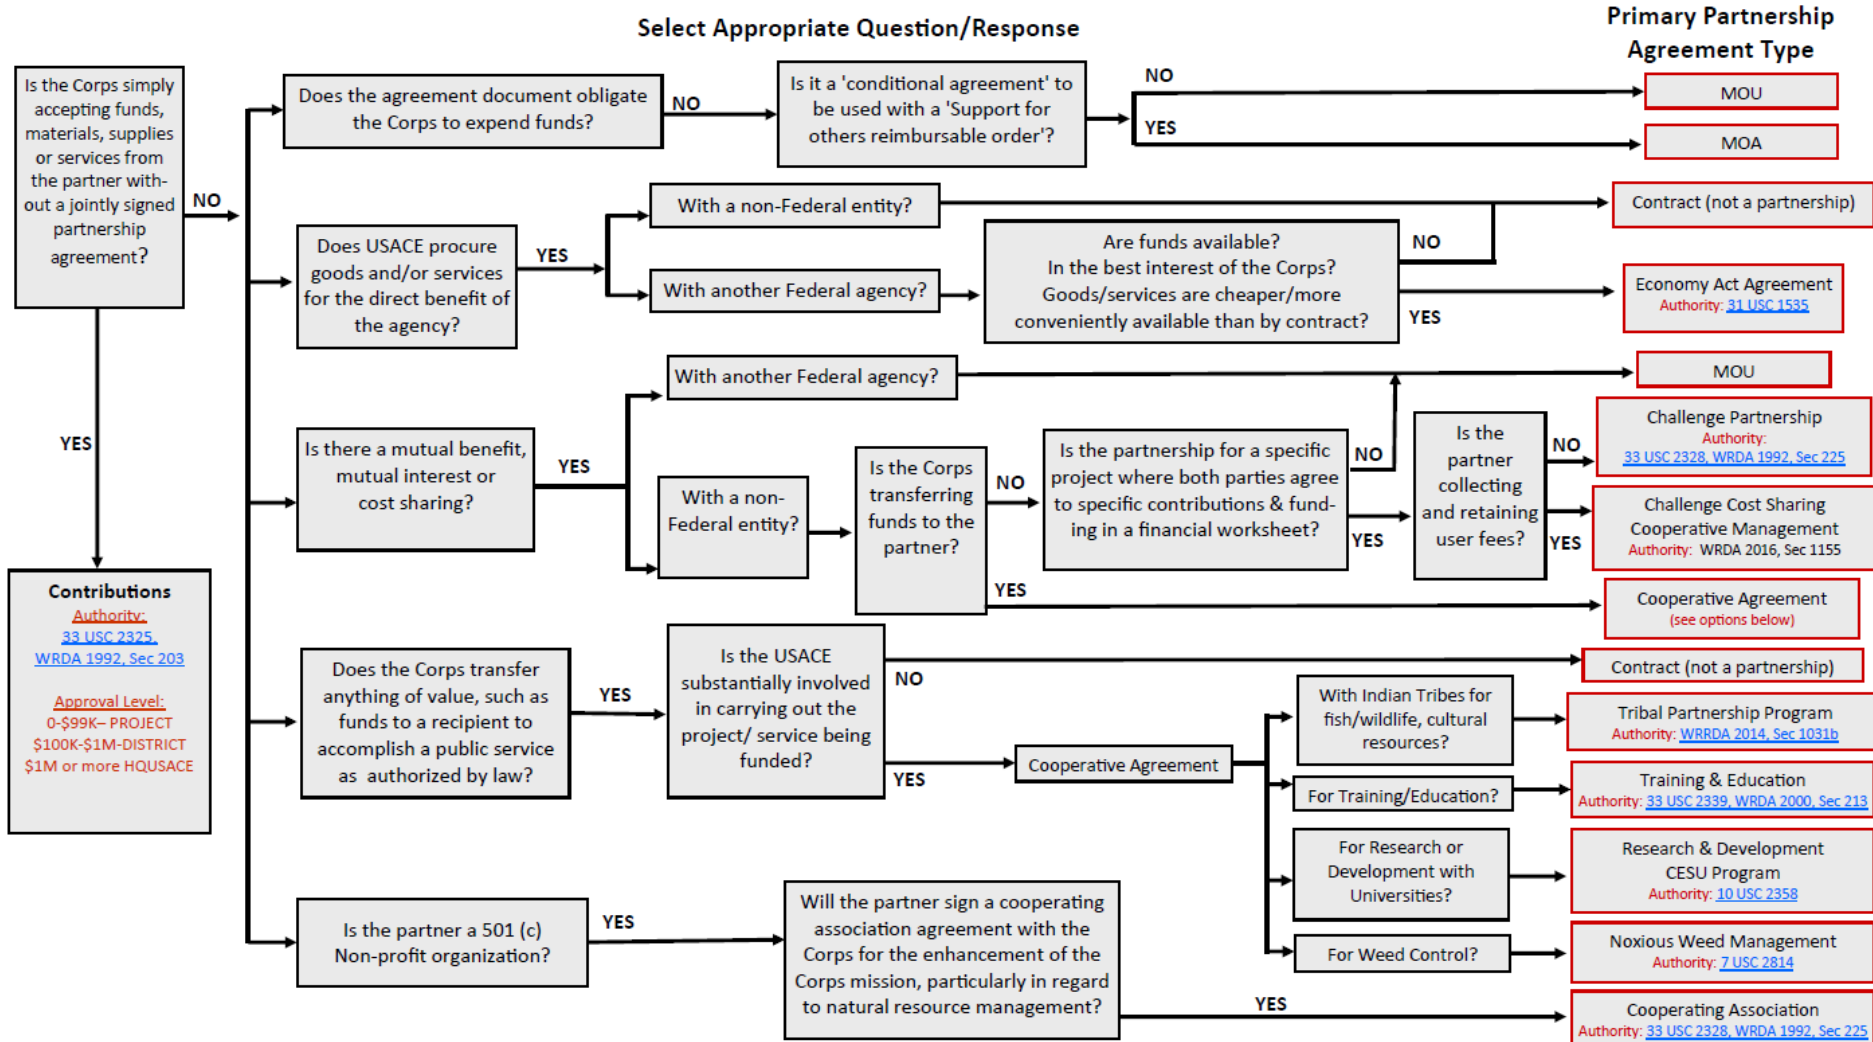 Select Appropriate Question/Response
Primary Partnership
Agreement Type
Is the Corps simply
accepting funds,
materials, supplies
or services from
the partner with-
out a jointly signed
partnership
agreement?
NO
YES
Contributions
Authority:
33 USC 2325,
WRDA 1992, Sec 203
Approval Level:
0-$99K– PROJECT
$100K-$1M-DISTRICT
$1M or more HQUSACE
Does the agreement document obligate
the Corps to expend funds?
NO
Is it a 'conditional agreement' to
be used with a 'Support for
others reimbursable order'?
NO
YES
MOU
MOA
Does USACE procure
goods and/or services
for the direct benefit of
the agency?
YES
With a non-Federal entity?
With another Federal agency?
Are funds available?
In the best interest of the Corps?
Goods/services are cheaper/more
conveniently available than by contract?
NO
YES
Contract (not a partnership)
Economy Act Agreement
Authority: 31 USC 1535
Is there a mutual benefit,
mutual interest or
cost sharing?
YES
With another Federal agency?
With a non-
Federal entity?
Is the Corps
transferring
funds to the
partner?
NO
YES
Is the partnership for a specific
project where both parties agree
to specific contributions & fund-
ing in a financial worksheet?
NO
YES
Is the
partner
collecting
and retaining
user fees?
NO
YES
MOU
Challenge Partnership
Authority:
33 USC 2328, WRDA 1992, Sec 225
Challenge Cost Sharing
Cooperative Management
Authority: WRDA 2016, Sec 1155
Cooperative Agreement
(see options below)
Does the Corps transfer
anything of value, such as
funds to a recipient to
accomplish a public service
as authorized by law?
YES
Is the USACE
substantially involved
in carrying out the
project/ service being
funded?
NO
YES
Contract (not a partnership)
Cooperative Agreement
With Indian Tribes for
fish/wildlife, cultural
resources?
Tribal Partnership Program
Authority: WRRDA 2014, Sec 1031b
For Training/Education?
Training & Education
Authority: 33 USC 2339, WRDA 2000, Sec 213
For Research or
Development with
Universities?
Research & Development
CESU Program
Authority: 10 USC 2358
For Weed Control?
Noxious Weed Management
Authority: 7 USC 2814
Is the partner a 501 (c)
Non-profit organization?
YES
Will the partner sign a cooperating
association agreement with the
Corps for the enhancement of the
Corps mission, particularly in regard
to natural resource management?
YES
Cooperating Association
Authority: 33 USC 2328, WRDA 1992, Sec 225